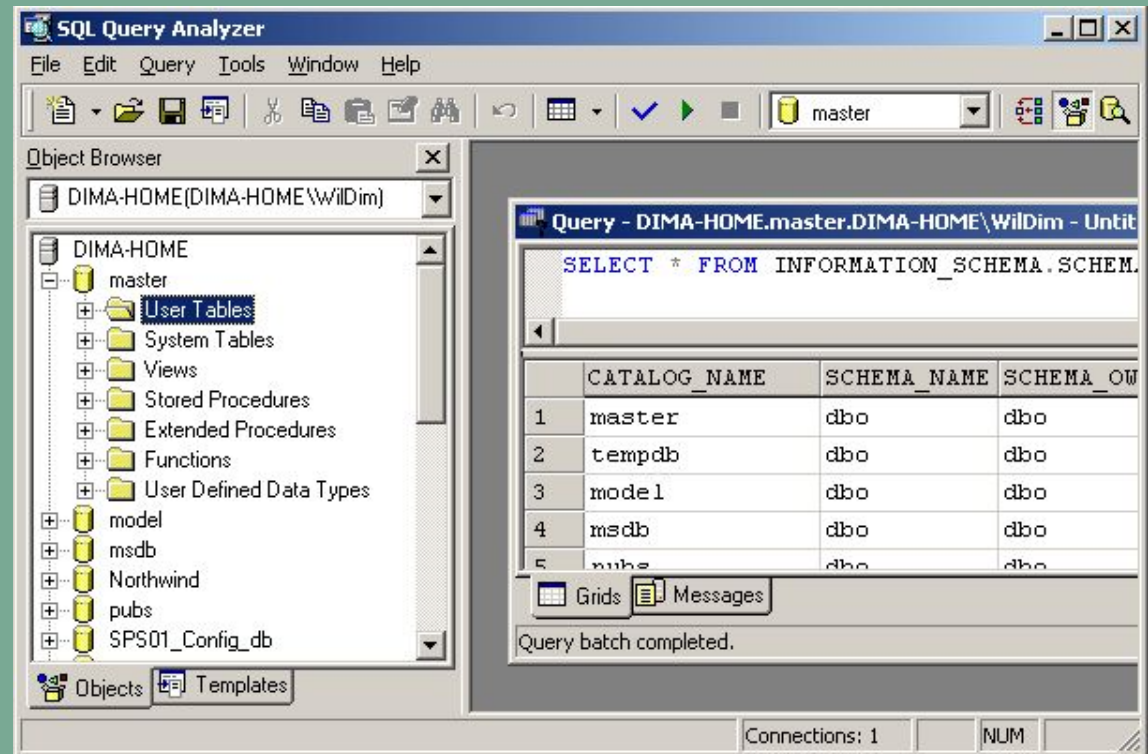 SQL Query Analyzer
File Edit Query Tools Window Help
master
Object Browser
DIMA-HOME(DIMA-HOME\WilDim)
DIMA-HOME
master
User Tables
System Tables
Views
Stored Procedures
Extended Procedures
Functions
User Defined Data Types
model
msdb
Northwind
pubs
SPS01_Config_db
Objects Templates
Query - DIMA-HOME.master.DIMA-HOME\WilDim - Untit
SELECT * FROM INFORMATION_SCHEMA.SCHEM
CATALOG_NAME SCHEMA_NAME SCHEMA_OW
1 master dbo dbo
2 tempdb dbo dbo
3 model dbo dbo
4 msdb dbo dbo
5 pubs dbo dbo
Grids Messages
Query batch completed.
Connections: 1 NUM